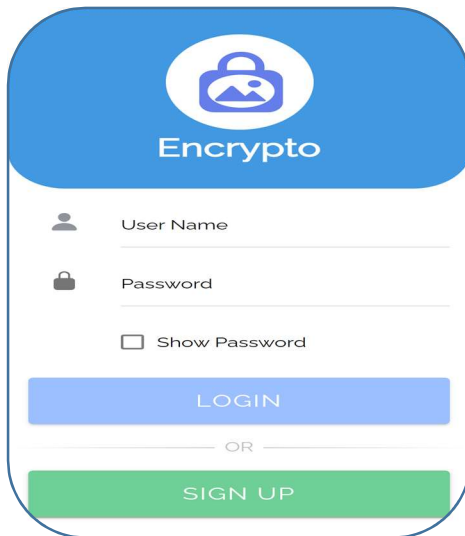 Encrypto
User Name
Password
Show Password
LOGIN
OR
SIGN UP